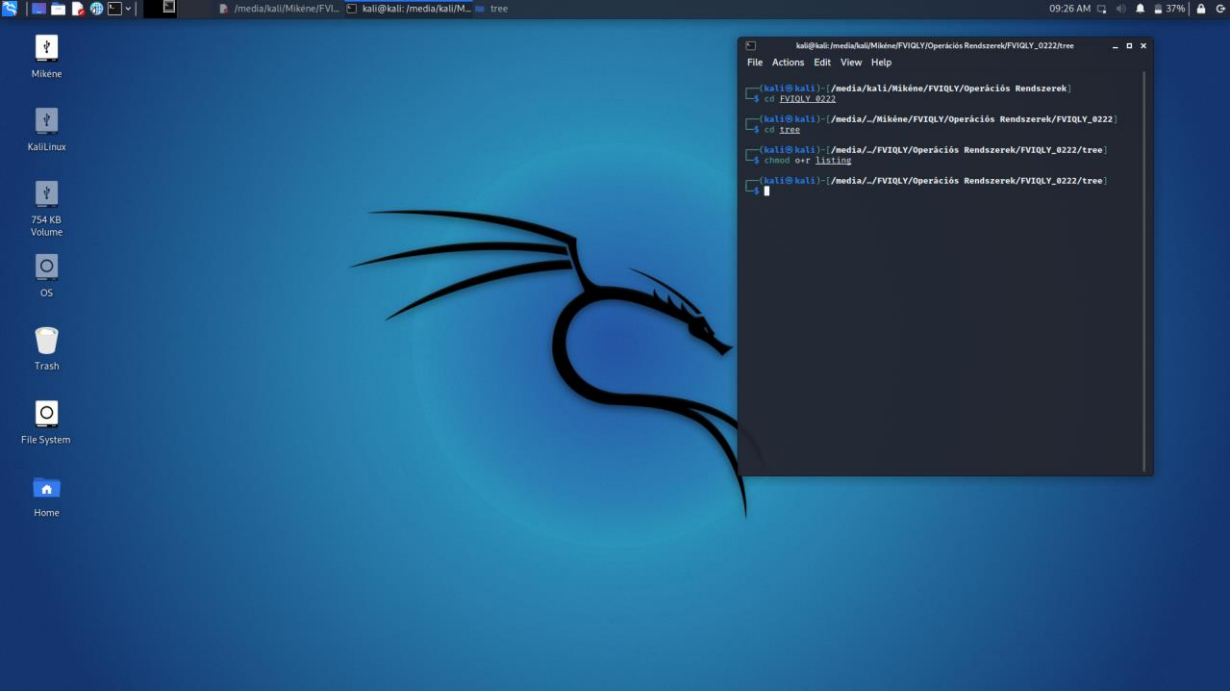 /media/kali/Mikéne/FVI... kali@kali: /media/kali/M... tree 09:26 AM 37%
Mikéne
KaliLinux
754 KB
Volume
OS
Trash
File System
Home
kali@kali: /media/kali/Mikéne/FVIQLY/Operációs Rendszerek/FVIQLY_0222/tree
File Actions Edit View Help
┌──(kali㉿kali)-[/media/kali/Mikéne/FVIQLY/Operációs Rendszerek]
└─$ cd FVIQLY_0222
┌──(kali㉿kali)-[/media/…/Mikéne/FVIQLY/Operációs Rendszerek/FVIQLY_0222]
└─$ cd tree
┌──(kali㉿kali)-[/media/…/FVIQLY/Operációs Rendszerek/FVIQLY_0222/tree]
└─$ chmod o+r listing
┌──(kali㉿kali)-[/media/…/FVIQLY/Operációs Rendszerek/FVIQLY_0222/tree]
└─$